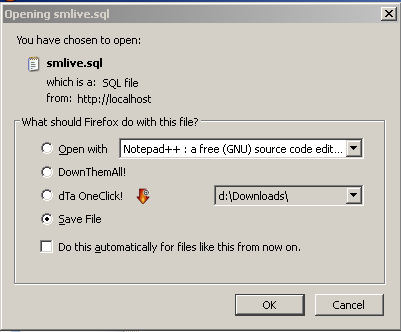 Opening smlive.sql
You have chosen to open:
smlive.sql
which is a: SQL file
from: http://localhost
What should Firefox do with this file?
Open with Notepad++ : a free (GNU) source code edit...
DownThemAll!
dTa OneClick! d:\Downloads\
Save File
Do this automatically for files like this from now on.
OK Cancel